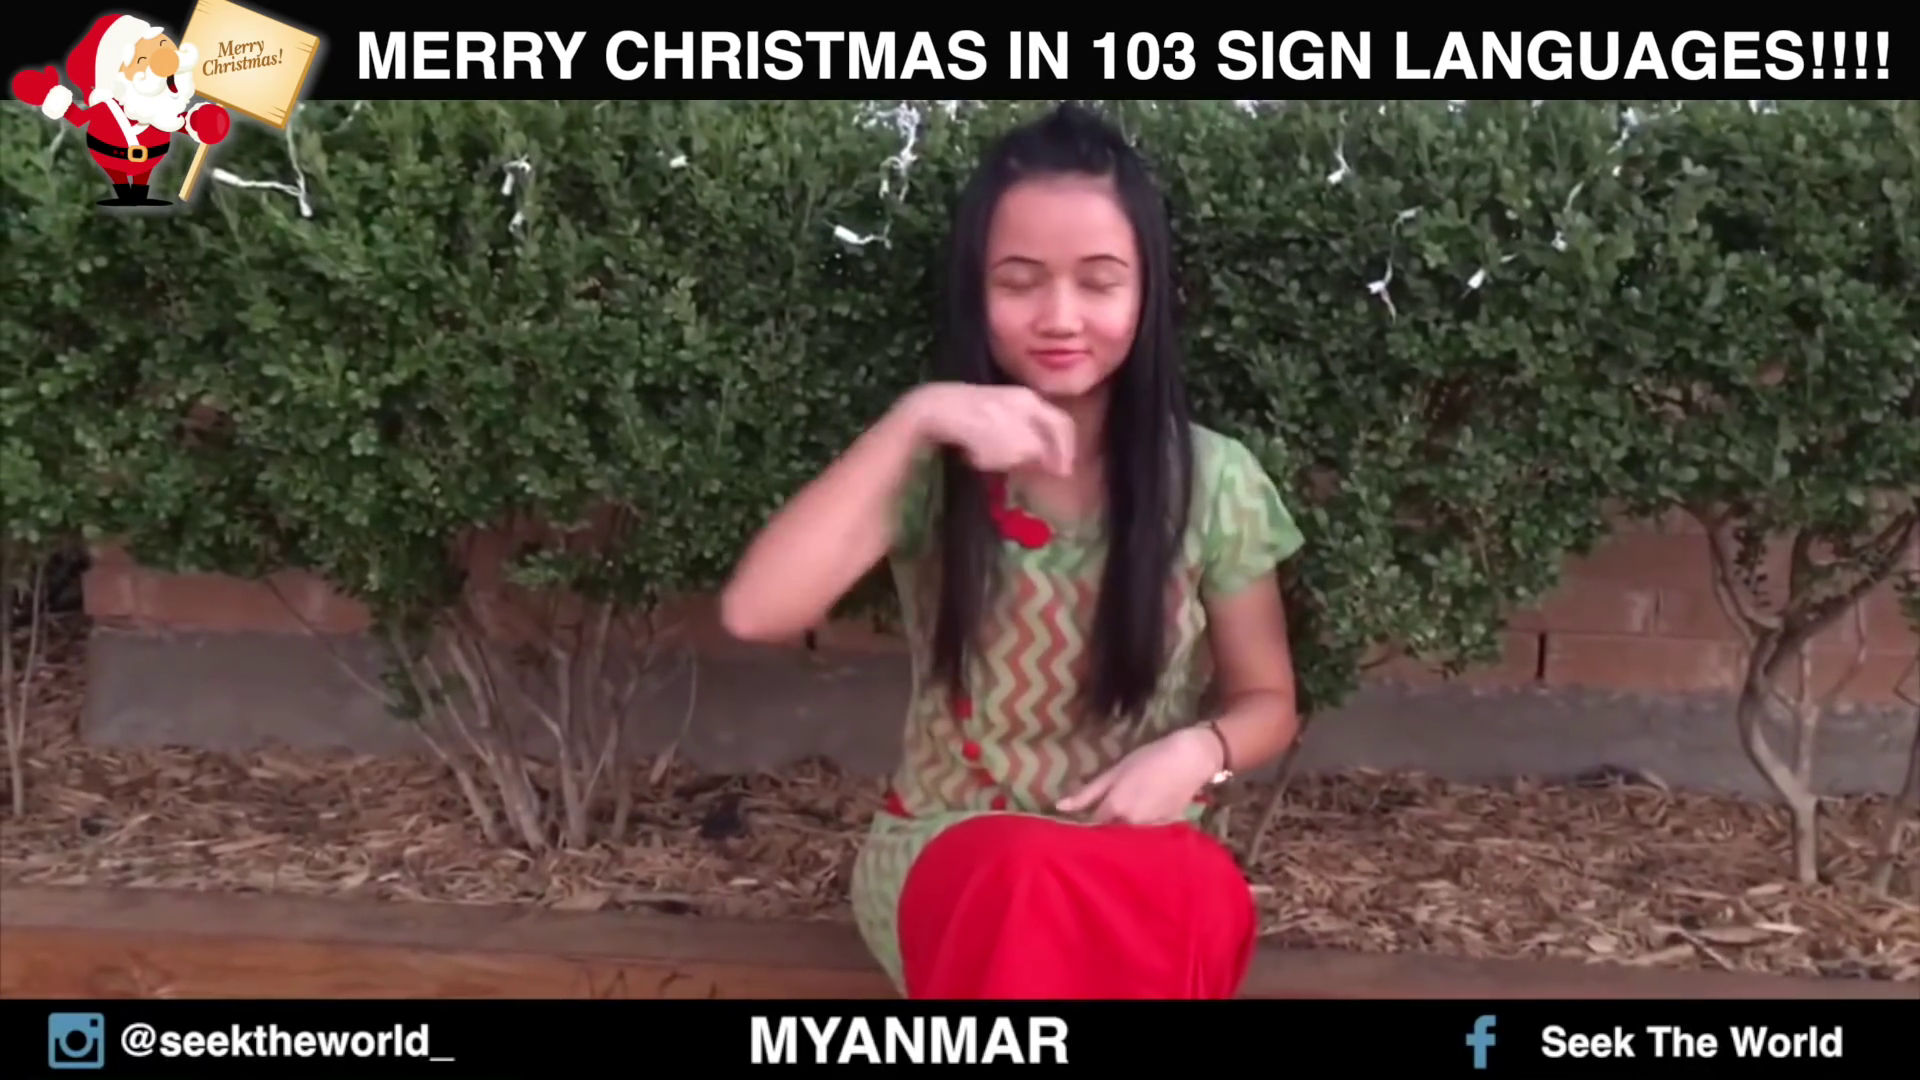 Merry
Christmas!
MERRY CHRISTMAS IN 103 SIGN LANGUAGES!!!!
@seektheworld_
MYANMAR
Seek The World